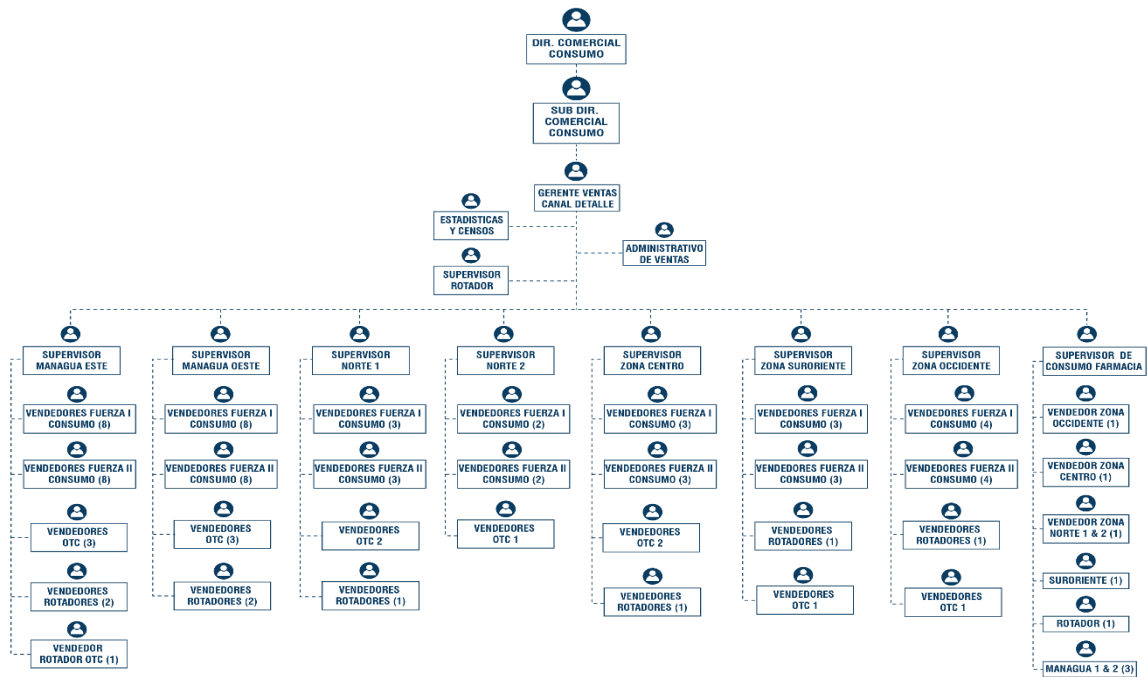 DIR. COMERCIAL
CONSUMO
SUB DIR.
COMERCIAL
CONSUMO
GERENTE VENTAS
CANAL DETALLE
ESTADISTICAS
Y CENSOS
ADMINISTRATIVO
DE VENTAS
SUPERVISOR
ROTADOR
SUPERVISOR
MANAGUA ESTE
VENDEDORES FUERZA I
CONSUMO (8)
VENDEDORES FUERZA II
CONSUMO (8)
VENDEDORES
OTC (3)
VENDEDORES
ROTADORES (2)
VENDEDOR
ROTADOR OTC (1)
SUPERVISOR
MANAGUA OESTE
VENDEDORES FUERZA I
CONSUMO (8)
VENDEDORES FUERZA II
CONSUMO (8)
VENDEDORES
OTC (3)
VENDEDORES
ROTADORES (2)
SUPERVISOR
NORTE 1
VENDEDORES FUERZA I
CONSUMO (3)
VENDEDORES FUERZA II
CONSUMO (3)
VENDEDORES
OTC 2
VENDEDORES
ROTADORES (1)
SUPERVISOR
NORTE 2
VENDEDORES FUERZA I
CONSUMO (2)
VENDEDORES FUERZA II
CONSUMO (2)
VENDEDORES
OTC 1
SUPERVISOR
ZONA CENTRO
VENDEDORES FUERZA I
CONSUMO (3)
VENDEDORES FUERZA II
CONSUMO (3)
VENDEDORES
OTC 2
VENDEDORES
ROTADORES (1)
SUPERVISOR
ZONA SURORIENTE
VENDEDORES FUERZA I
CONSUMO (3)
VENDEDORES FUERZA II
CONSUMO (3)
VENDEDORES
ROTADORES (1)
VENDEDORES
OTC 1
SUPERVISOR
ZONA OCCIDENTE
VENDEDORES FUERZA I
CONSUMO (4)
VENDEDORES FUERZA II
CONSUMO (4)
VENDEDORES
ROTADORES (1)
VENDEDORES
OTC 1
SUPERVISOR DE
CONSUMO FARMACIA
VENDEDOR ZONA
OCCIDENTE (1)
VENDEDOR ZONA
CENTRO (1)
VENDEDOR ZONA
NORTE 1 & 2 (1)
SURORIENTE (1)
ROTADOR (1)
MANAGUA 1 & 2 (3)